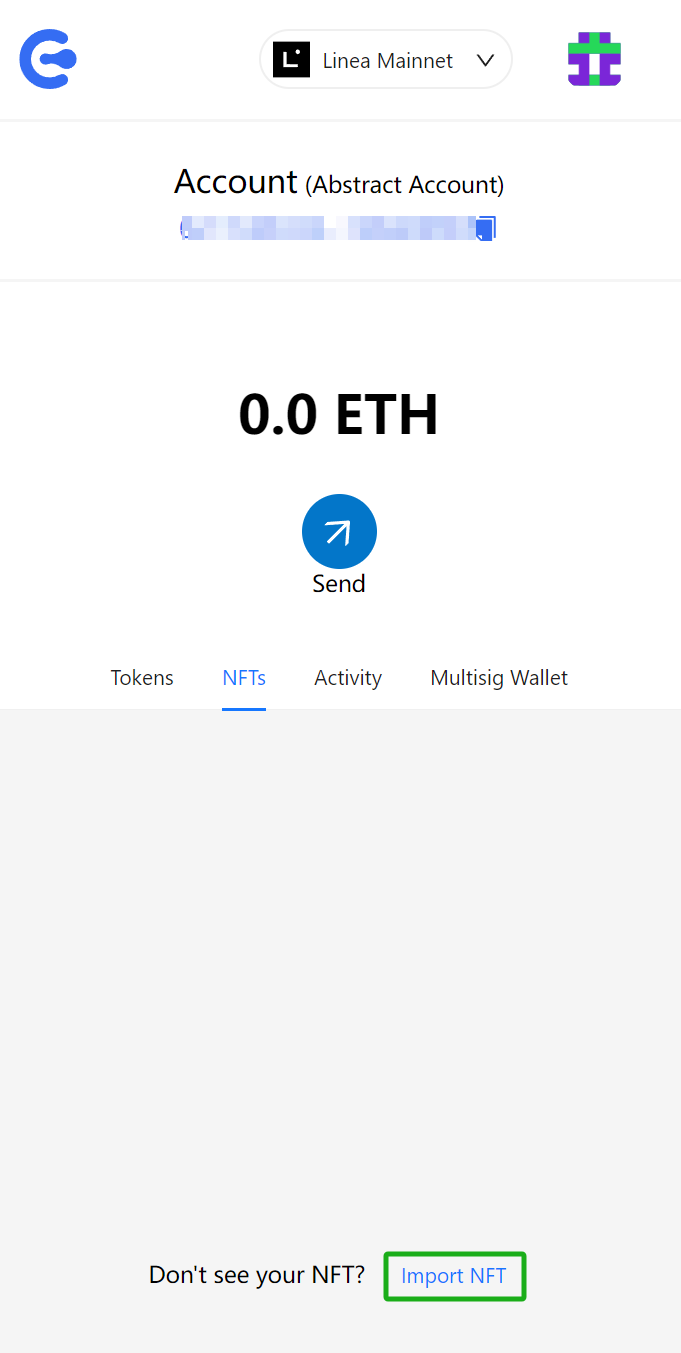 Linea Mainnet
Account (Abstract Account)
0.0 ETH
Send
Tokens NFTs Activity Multisig Wallet
Don't see your NFT? Import NFT